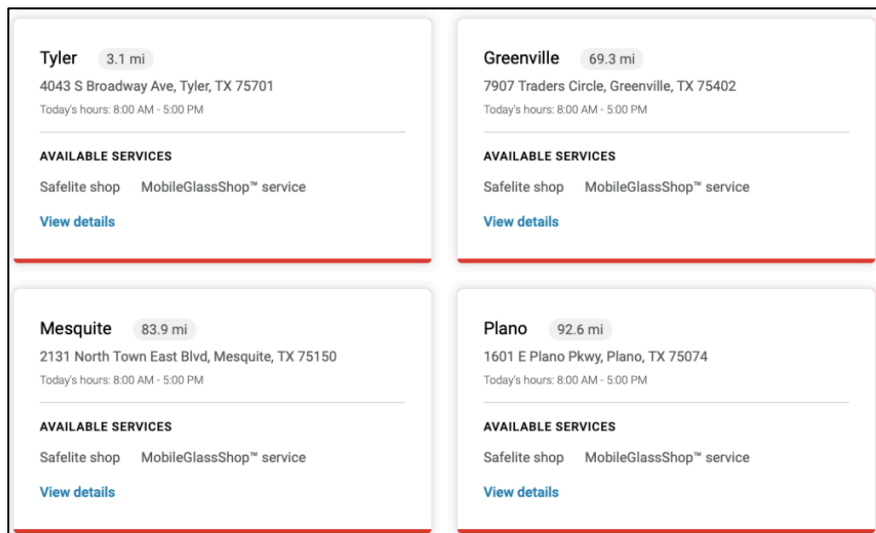 Tyler 3.1 mi
4043 S Broadway Ave, Tyler, TX 75701
Today's hours: 8:00 AM - 5:00 PM
AVAILABLE SERVICES
Safelite shop MobileGlassShop™ service
View details
Greenville 69.3 mi
7907 Traders Circle, Greenville, TX 75402
Today's hours: 8:00 AM - 5:00 PM
AVAILABLE SERVICES
Safelite shop MobileGlassShop™ service
View details
Mesquite 83.9 mi
2131 North Town East Blvd, Mesquite, TX 75150
Today's hours: 8:00 AM - 5:00 PM
AVAILABLE SERVICES
Safelite shop MobileGlassShop™ service
View details
Plano 92.6 mi
1601 E Plano Pkwy, Plano, TX 75074
Today's hours: 8:00 AM - 5:00 PM
AVAILABLE SERVICES
Safelite shop MobileGlassShop™ service
View details